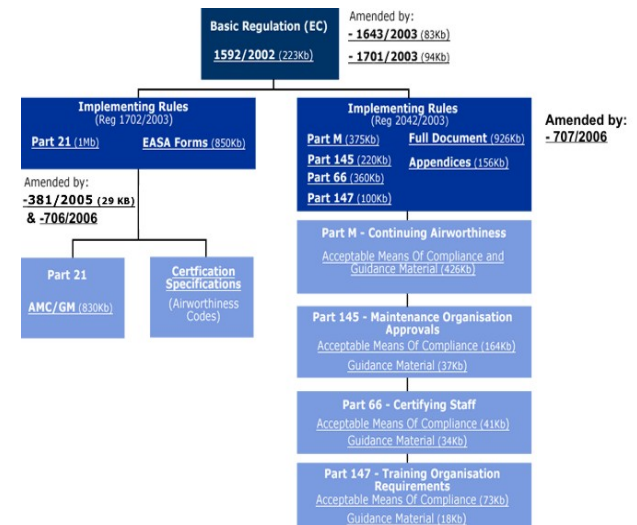 Basic Regulation (EC)
1592/2002 (223Kb)
Amended by:
- 1643/2003 (83Kb)
- 1701/2003 (94Kb)
Implementing Rules
(Reg 1702/2003)
Part 21 (1Mb) EASA Forms (850Kb)
Amended by:
-381/2005 (29 KB)
& -706/2006
Part 21
AMC/GM (830Kb)
Certfication
Specifications
(Airworthiness
Codes)
Implementing Rules
(Reg 2042/2003)
Part M (375Kb) Full Document (926Kb)
Part 145 (220Kb) Appendices (156Kb)
Part 66 (360Kb)
Part 147 (100Kb)
Amended by:
- 707/2006
Part M - Continuing Airworthiness
Acceptable Means Of Compliance and
Guidance Material (426Kb)
Part 145 - Maintenance Organisation
Approvals
Acceptable Means Of Compliance (164Kb)
Guidance Material (37Kb)
Part 66 - Certifying Staff
Acceptable Means Of Compliance (41Kb)
Guidance Material (34Kb)
Part 147 - Training Organisation
Requirements
Acceptable Means Of Compliance (73Kb)
Guidance Material (18Kb)